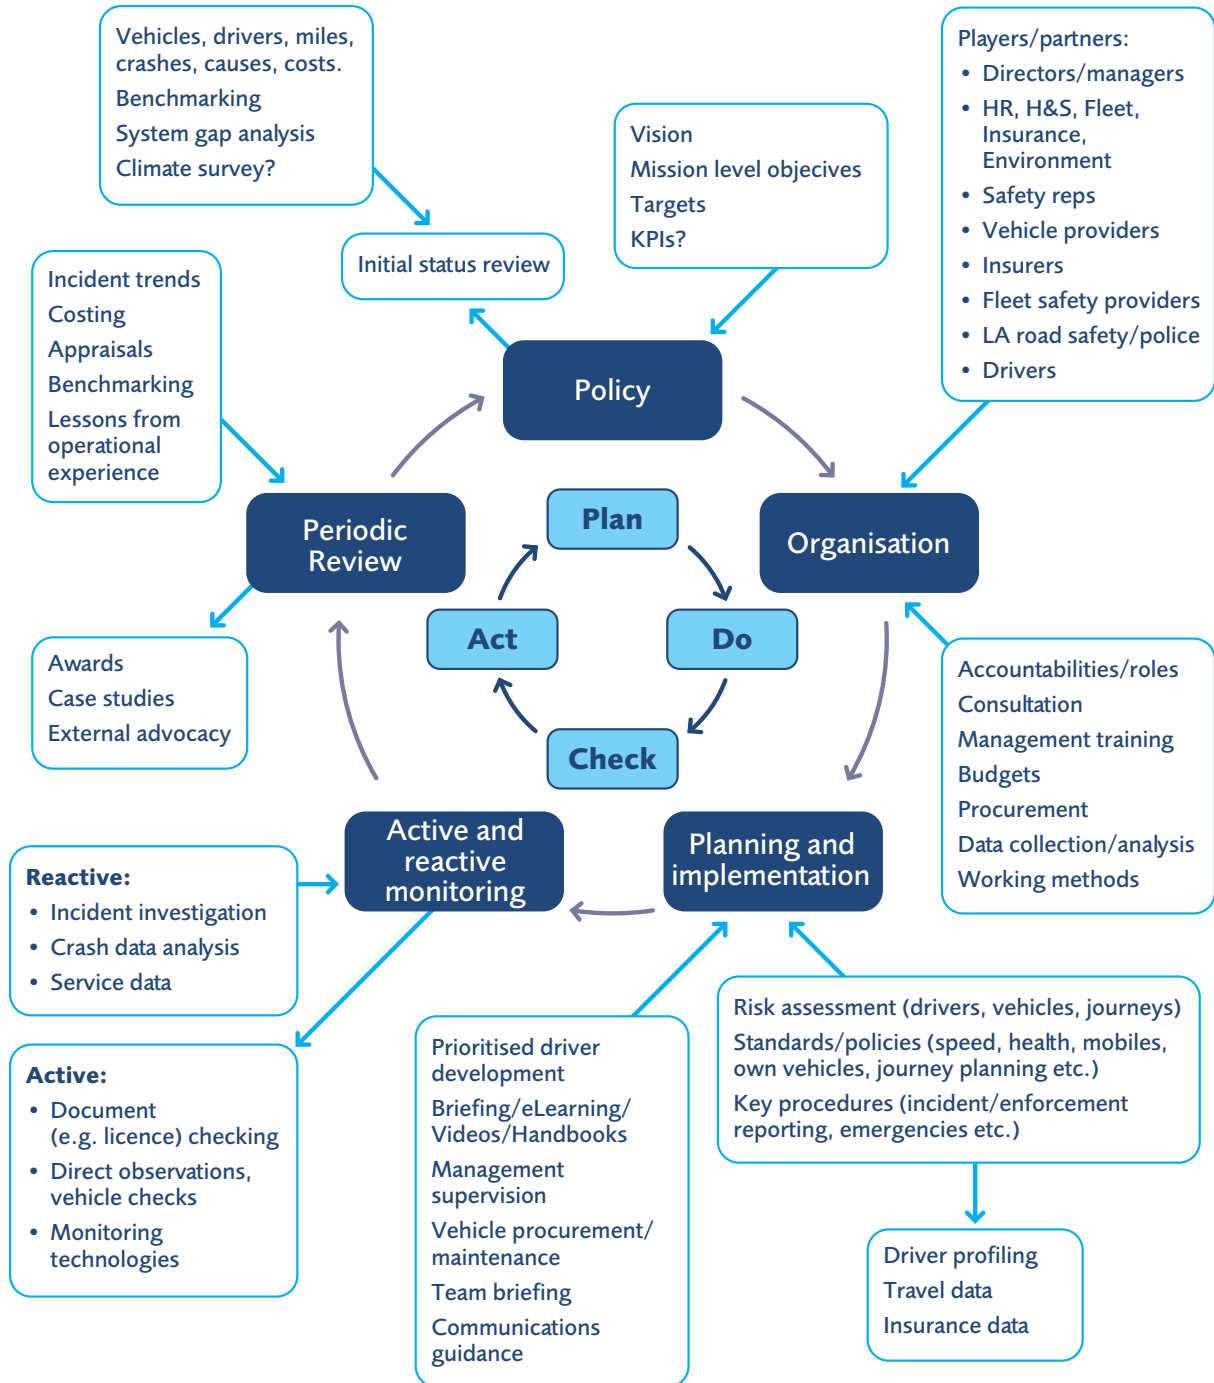 Vehicles, drivers, miles,
crashes, causes, costs.
Benchmarking
System gap analysis
Climate survey?
Initial status review
Vision
Mission level objecives
Targets
KPIs?
Players/partners:
• Directors/managers
• HR, H&S, Fleet,
Insurance,
Environment
• Safety reps
• Vehicle providers
• Insurers
• Fleet safety providers
• LA road safety/police
• Drivers
Incident trends
Costing
Appraisals
Benchmarking
Lessons from
operational
experience
Policy
Periodic
Review
Organisation
Plan
Act
Do
Check
Awards
Case studies
External advocacy
Accountabilities/roles
Consultation
Management training
Budgets
Procurement
Data collection/analysis
Working methods
Active and
reactive
monitoring
Planning and
implementation
Reactive:
• Incident investigation
• Crash data analysis
• Service data
Active:
• Document
(e.g. licence) checking
• Direct observations,
vehicle checks
• Monitoring
technologies
Prioritised driver
development
Briefing/eLearning/
Videos/Handbooks
Management
supervision
Vehicle procurement/
maintenance
Team briefing
Communications
guidance
Risk assessment (drivers, vehicles, journeys)
Standards/policies (speed, health, mobiles,
own vehicles, journey planning etc.)
Key procedures (incident/enforcement
reporting, emergencies etc.)
Driver profiling
Travel data
Insurance data